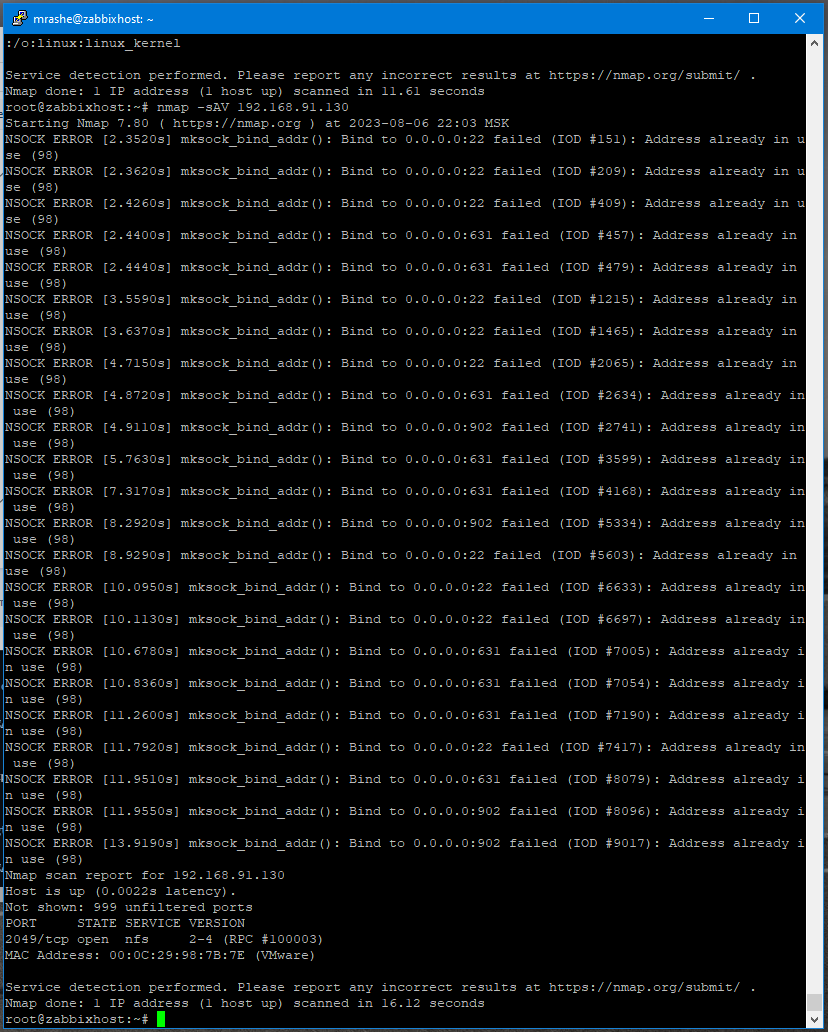 mrashe@zabbixhost: ~
:/o:linux:linux_kernel
Service detection performed. Please report any incorrect results at https://nmap.org/submit/ .
Nmap done: 1 IP address (1 host up) scanned in 11.61 seconds
root@zabbixhost:~# nmap -sAV 192.168.91.130
Starting Nmap 7.80 ( https://nmap.org ) at 2023-08-06 22:03 MSK
NSOCK ERROR [2.3520s] mksock_bind_addr(): Bind to 0.0.0.0:22 failed (IOD #151): Address already in u
se (98)
NSOCK ERROR [2.3620s] mksock_bind_addr(): Bind to 0.0.0.0:22 failed (IOD #209): Address already in u
se (98)
NSOCK ERROR [2.4260s] mksock_bind_addr(): Bind to 0.0.0.0:22 failed (IOD #409): Address already in u
se (98)
NSOCK ERROR [2.4400s] mksock_bind_addr(): Bind to 0.0.0.0:631 failed (IOD #457): Address already in
use (98)
NSOCK ERROR [2.4440s] mksock_bind_addr(): Bind to 0.0.0.0:631 failed (IOD #479): Address already in
use (98)
NSOCK ERROR [3.5590s] mksock_bind_addr(): Bind to 0.0.0.0:22 failed (IOD #1215): Address already in
use (98)
NSOCK ERROR [3.6370s] mksock_bind_addr(): Bind to 0.0.0.0:22 failed (IOD #1465): Address already in
use (98)
NSOCK ERROR [4.7150s] mksock_bind_addr(): Bind to 0.0.0.0:22 failed (IOD #2065): Address already in
use (98)
NSOCK ERROR [4.8720s] mksock_bind_addr(): Bind to 0.0.0.0:631 failed (IOD #2634): Address already in
 use (98)
NSOCK ERROR [4.9110s] mksock_bind_addr(): Bind to 0.0.0.0:902 failed (IOD #2741): Address already in
 use (98)
NSOCK ERROR [5.7630s] mksock_bind_addr(): Bind to 0.0.0.0:631 failed (IOD #3599): Address already in
 use (98)
NSOCK ERROR [7.3170s] mksock_bind_addr(): Bind to 0.0.0.0:631 failed (IOD #4168): Address already in
 use (98)
NSOCK ERROR [8.2920s] mksock_bind_addr(): Bind to 0.0.0.0:902 failed (IOD #5334): Address already in
 use (98)
NSOCK ERROR [8.9290s] mksock_bind_addr(): Bind to 0.0.0.0:22 failed (IOD #5603): Address already in
use (98)
NSOCK ERROR [10.0950s] mksock_bind_addr(): Bind to 0.0.0.0:22 failed (IOD #6633): Address already in
 use (98)
NSOCK ERROR [10.1130s] mksock_bind_addr(): Bind to 0.0.0.0:22 failed (IOD #6697): Address already in
 use (98)
NSOCK ERROR [10.6780s] mksock_bind_addr(): Bind to 0.0.0.0:631 failed (IOD #7005): Address already i
n use (98)
NSOCK ERROR [10.8360s] mksock_bind_addr(): Bind to 0.0.0.0:631 failed (IOD #7054): Address already i
n use (98)
NSOCK ERROR [11.2600s] mksock_bind_addr(): Bind to 0.0.0.0:631 failed (IOD #7190): Address already i
n use (98)
NSOCK ERROR [11.7920s] mksock_bind_addr(): Bind to 0.0.0.0:22 failed (IOD #7417): Address already in
 use (98)
NSOCK ERROR [11.9510s] mksock_bind_addr(): Bind to 0.0.0.0:631 failed (IOD #8079): Address already i
n use (98)
NSOCK ERROR [11.9550s] mksock_bind_addr(): Bind to 0.0.0.0:902 failed (IOD #8096): Address already i
n use (98)
NSOCK ERROR [13.9190s] mksock_bind_addr(): Bind to 0.0.0.0:902 failed (IOD #9017): Address already i
n use (98)
Nmap scan report for 192.168.91.130
Host is up (0.0022s latency).
Not shown: 999 unfiltered ports
PORT     STATE SERVICE VERSION
2049/tcp open  nfs     2-4 (RPC #100003)
MAC Address: 00:0C:29:98:7B:7E (VMware)
Service detection performed. Please report any incorrect results at https://nmap.org/submit/ .
Nmap done: 1 IP address (1 host up) scanned in 16.12 seconds
root@zabbixhost:~#